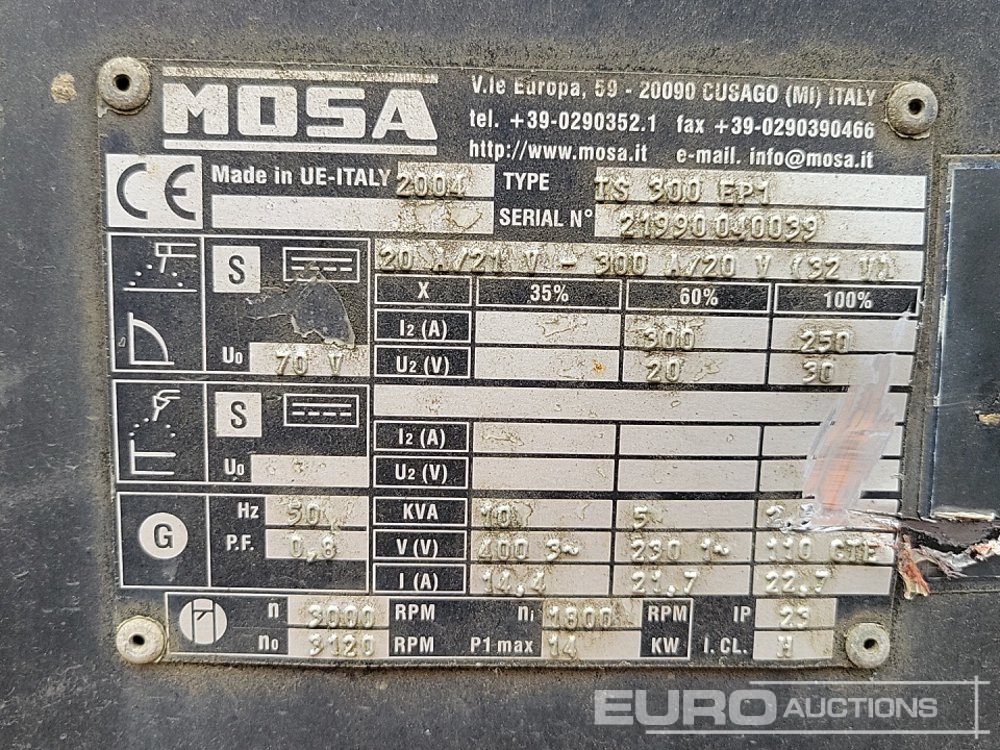 MOSA
V.le Europa, 59 - 20090 CUSAGO (MI) ITALY
tel. +39-0290352.1 fax +39-0290390466
http://www.mosa.it e-mail. info@mosa.it
CE Made in UE-ITALY 2004 TYPE TS 300 EP1
SERIAL N°
S 20 A/21 V - 300 A/20 V (32 V)
X 35% 60% 100%
I2 (A) 300 250
U0 70 V U2 (V) 20 30
S
I2 (A)
U0 U2 (V)
G Hz 50 KVA 10 5
P.F. 0,8 V (V) 400 3~ 230 1~ 110 CTE
I (A) 14,4 21,7 22,7
n 3000 RPM n1 1800 RPM IP 23
n0 3120 RPM P1 max 14 KW I.CL. H
EURO AUCTIONS